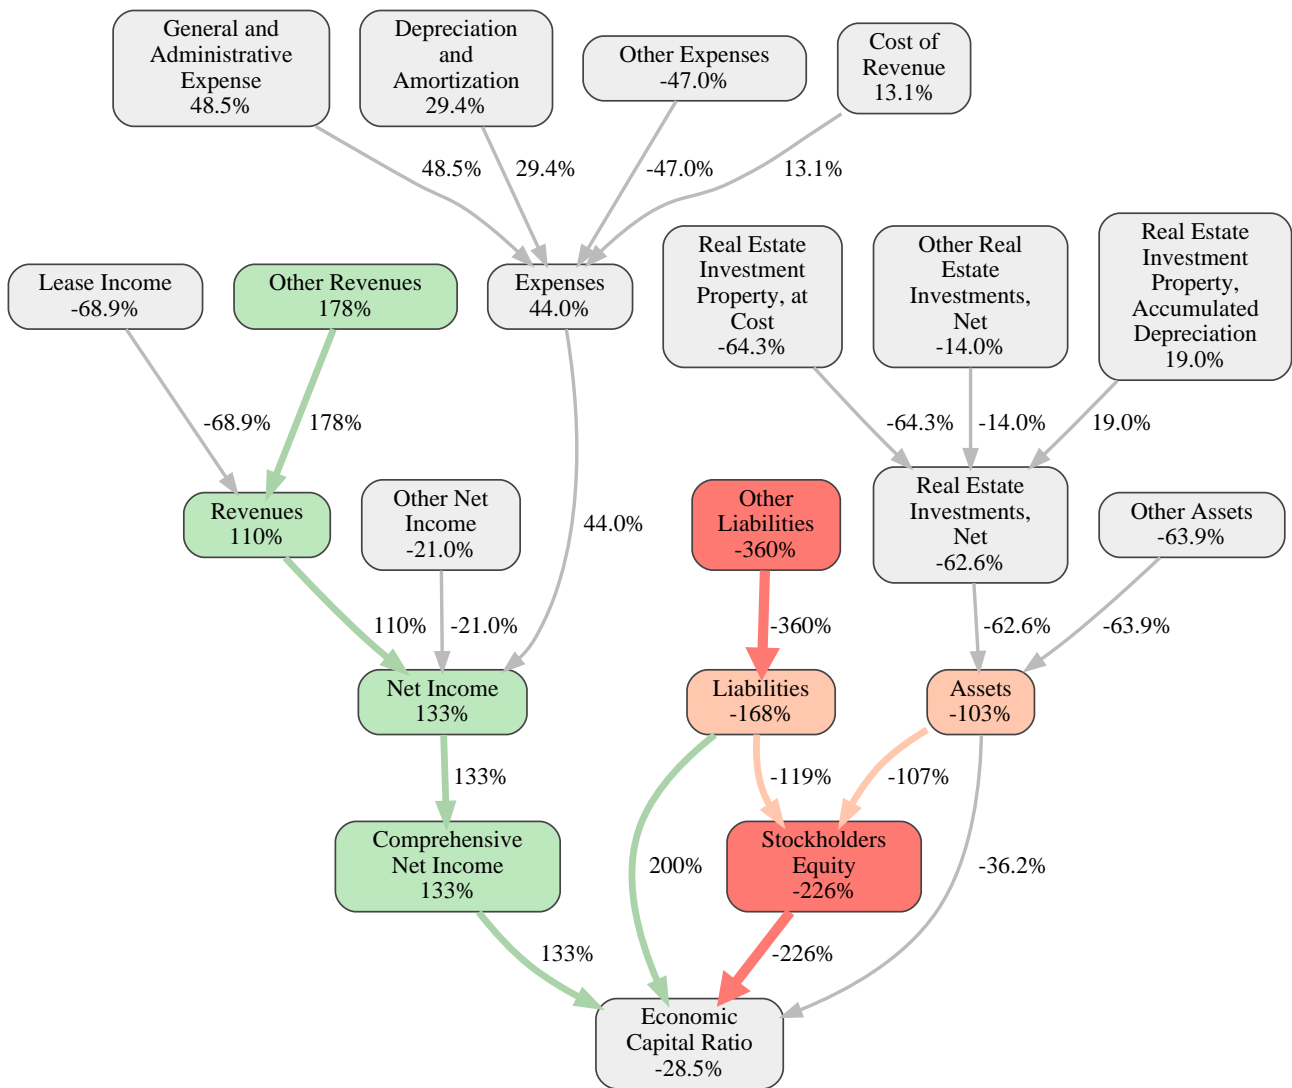 General and
Administrative
Expense
48.5%
Depreciation
and
Amortization
29.4%
Other Expenses
-47.0%
Cost of
Revenue
13.1%
48.5%
29.4%
-47.0%
13.1%
Lease Income
-68.9%
Other Revenues
178%
Expenses
44.0%
Real Estate
Investment
Property, at
Cost
-64.3%
Other Real
Estate
Investments,
Net
-14.0%
Real Estate
Investment
Property,
Accumulated
Depreciation
19.0%
-68.9%
178%
44.0%
-64.3%
-14.0%
19.0%
Revenues
110%
Other Net
Income
-21.0%
Other
Liabilities
-360%
Real Estate
Investments,
Net
-62.6%
Other Assets
-63.9%
110%
-21.0%
-360%
-62.6%
-63.9%
Net Income
133%
Liabilities
-168%
Assets
-103%
133%
-119%
-107%
Comprehensive
Net Income
133%
200%
Stockholders
Equity
-226%
-36.2%
133%
-226%
Economic
Capital Ratio
-28.5%